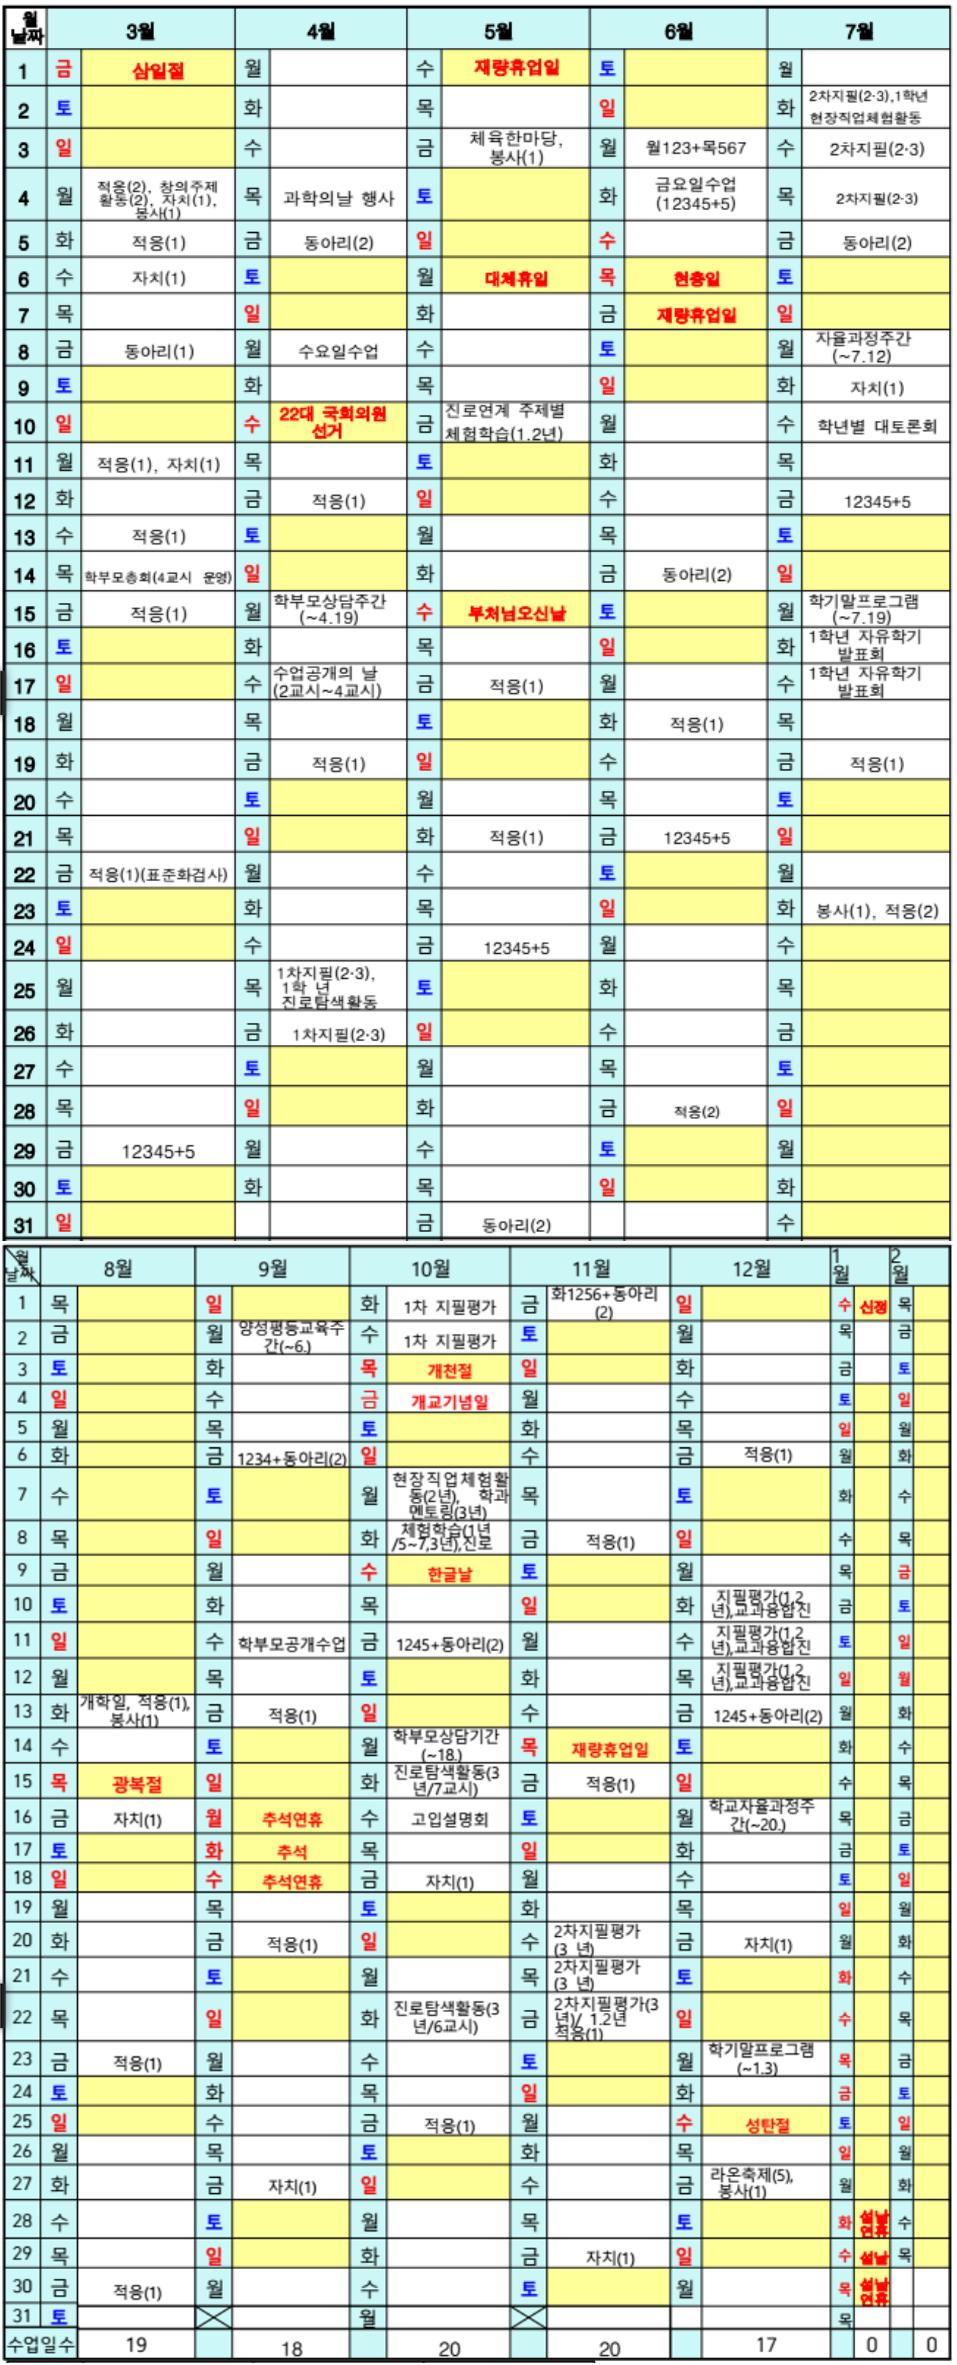 월 날짜 3월 4월 5월 6월 7월
1 금 삼일절 월 수 재량휴업일 토 월
2 토 화 목 일 화 2차지필(2·3),1학년 현장직업체험활동
3 일 수 금 체육한마당, 봉사(1) 월 월123+목567 수 2차지필(2·3)
4 월 적응(2), 창의주제활동(2), 자치(1), 봉사(1) 목 과학의날 행사 토 화 금요일수업 (12345+5) 목 2차지필(2·3)
5 화 적응(1) 금 동아리(2) 일 수 금 동아리(2)
6 수 자치(1) 토 월 대체휴일 목 현충일 토
7 목 일 화 금 재량휴업일 일
8 금 동아리(1) 월 수요일수업 수 토 월 자율과정주간 (~7.12)
9 토 화 목 일 화 자치(1)
10 일 수 22대 국회의원 선거 금 진로연계 주제별 체험학습(1.2년) 월 수 학년별 대토론회
11 월 적응(1), 자치(1) 목 토 화 목
12 화 금 적응(1) 일 수 금 12345+5
13 수 적응(1) 토 월 목 토
14 목 학부모총회(4교시 운영) 일 화 금 동아리(2) 일
15 금 적응(1) 월 학부모상담주간 (~4.19) 수 부처님오신날 토 월 학기말프로그램 (~7.19)
16 토 화 목 일 화 1학년 자유학기 발표회
17 일 수 수업공개의 날 (2교시~4교시) 금 적응(1) 월 수 1학년 자유학기 발표회
18 월 목 토 화 적응(1) 목
19 화 금 적응(1) 일 수 금 적응(1)
20 수 토 월 목 토
21 목 일 화 적응(1) 금 12345+5 일
22 금 적응(1)(표준화검사) 월 수 토 월
23 토 화 목 일 화 봉사(1), 적응(2)
24 일 수 금 12345+5 월 수
25 월 목 1차지필(2·3), 1학 년 진로탐색활동 토 화 목
26 화 금 1차지필(2·3) 일 수 금
27 수 토 월 목 토
28 목 일 화 금 적응(2) 일
29 금 12345+5 월 수 토 월
30 토 화 목 일 화
31 일 금 동아리(2) 수
월 날짜 8월 9월 10월 11월 12월 1월 2월
1 목 일 화 1차 지필평가 금 화1256+동아리(2) 일 수 신정 목
2 금 월 양성평등교육주간(~6.) 수 1차 지필평가 토 월 목 금
3 토 화 목 개천절 일 화 금 토
4 일 수 금 개교기념일 월 수 토 일
5 월 목 토 화 목 일 월
6 화 금 1234+동아리(2) 일 수 금 적응(1) 월 화
7 수 토 월 현장직업체험활동(2년), 학과멘토링(3년) 목 토 화 수
8 목 일 화 체험학습(1년/5~7,3년),진로 금 적응(1) 일 수 목
9 금 월 수 한글날 토 월 목 금
10 토 화 목 일 화 지필평가(1,2년),교과융합진 금 토
11 일 수 학부모공개수업 금 1245+동아리(2) 월 수 지필평가(1,2년),교과융합진 토 일
12 월 목 토 화 목 지필평가(1,2년),교과융합진 일 월
13 화 개학일, 적응(1), 봉사(1) 금 적응(1) 일 수 금 1245+동아리(2) 월 화
14 수 토 월 학부모상담기간(~18.) 목 재량휴업일 토 화 수
15 목 광복절 일 화 진로탐색활동(3년/7교시) 금 적응(1) 일 수 목
16 금 자치(1) 월 추석연휴 수 고입설명회 토 월 학교자율과정주간(~20.) 목 금
17 토 화 추석 목 일 화 금 토
18 일 수 추석연휴 금 자치(1) 월 수 토 일
19 월 목 토 화 목 일 월
20 화 금 적응(1) 일 수 2차지필평가(3 년) 금 자치(1) 월 화
21 수 토 월 목 2차지필평가(3 년) 토 화 수
22 목 일 화 진로탐색활동(3년/6교시) 금 2차지필평가(3년)/ 1.2년 적응(1) 일 수 목
23 금 적응(1) 월 수 토 월 학기말프로그램(~1.3) 목 금
24 토 화 목 일 화 금 토
25 일 수 금 적응(1) 월 수 성탄절 토 일
26 월 목 토 화 목 일 월
27 화 금 자치(1) 일 수 금 라온축제(5), 봉사(1) 월 화
28 수 토 월 목 토 화 설날연휴 수
29 목 일 화 금 자치(1) 일 수 설날 목
30 금 적응(1) 월 수 토 월 목 설날연휴
31 토 월 목
수업일수 19 18 20 20 17 0 0